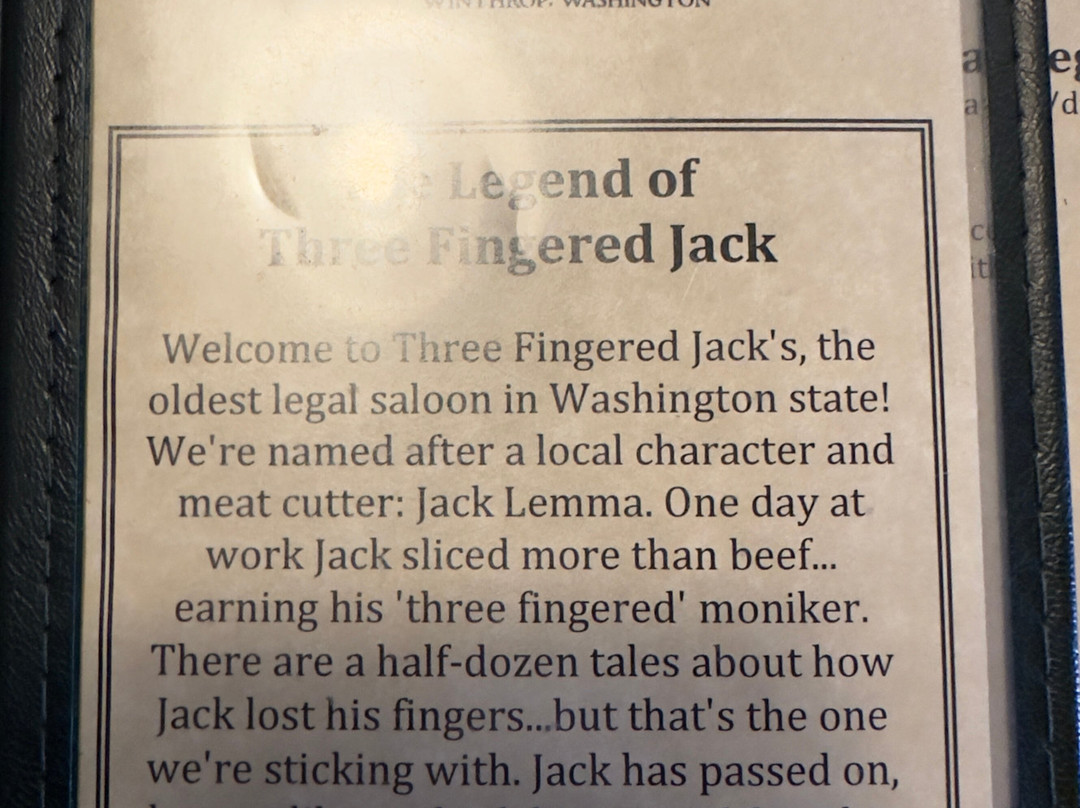 WINTHROP, WASHINGTON
The Legend of
Three Fingered Jack
Welcome to Three Fingered Jack's, the
oldest legal saloon in Washington state!
We're named after a local character and
meat cutter: Jack Lemma. One day at
work Jack sliced more than beef...
earning his 'three fingered' moniker.
There are a half-dozen tales about how
Jack lost his fingers...but that's the one
we're sticking with. Jack has passed on,